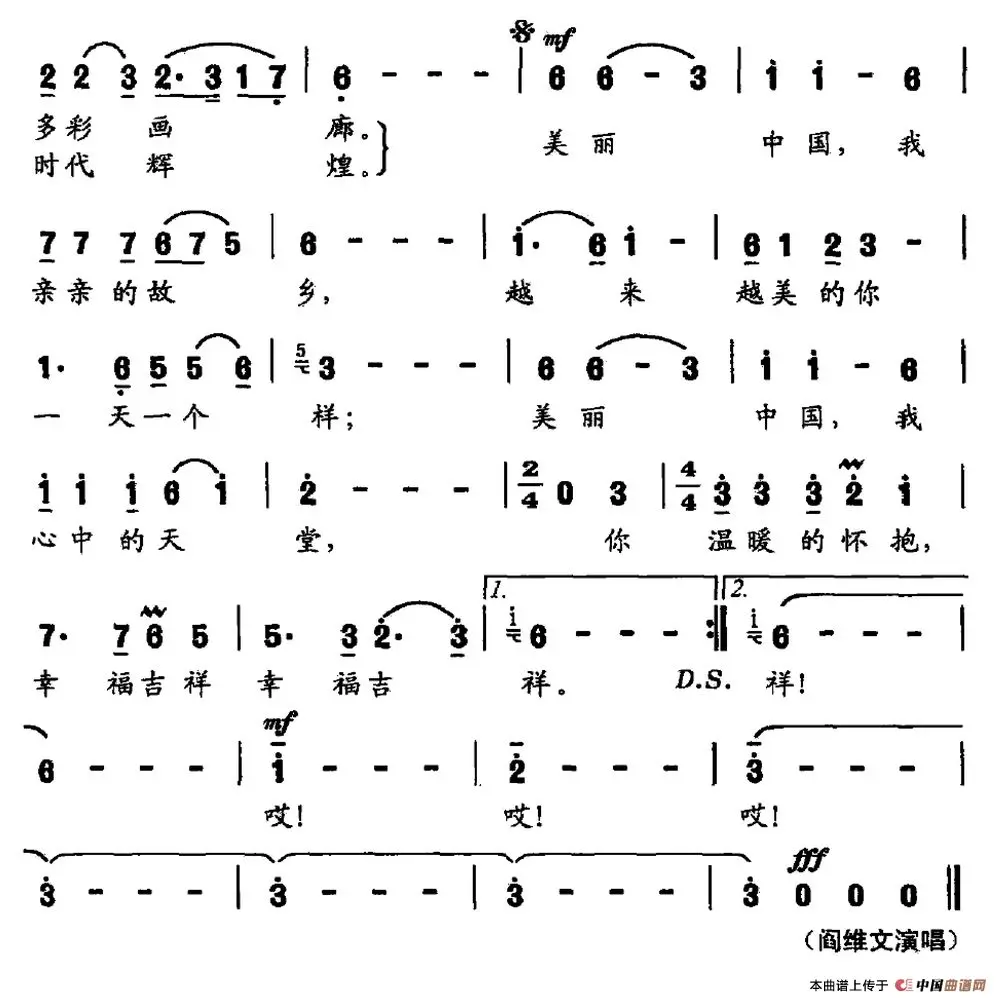 mf
2 2 3 2· 3 1 7 | 6 - - - | 6 6 - 3 | i i - 6 |
多彩 画 廊。 美 丽 中 国, 我
时代 辉 煌。
7 7 7 6 7 5 | 6 - - - | i· 6 i - | 6 1 2 3 - |
亲 亲 的 故 乡, 越 来 越 美 的 你
1· 6 5 5 6 | 5 3 - - - | 6 6 - 3 | i i - 6 |
一 天 一 个 样; 美 丽 中 国, 我
i i i 6 i | 2 - - - | 2/4 0 3 | 4/4 3 3 3 2 i |
心 中 的 天 堂, 你 温 暖 的 怀 抱,
1. 2.
7· 7 6 5 | 5· 3 2· 3 | i 6 - - - :| i 6 - - - |
幸 福 吉 祥 幸 福 吉 祥。 D.S. 祥!
mf
6 - - - | i - - - | 2 - - - | 3 - - - |
哎! 哎! 哎!
fff
3 - - - | 3 - - - | 3 - - - | 3 0 0 0 ‖
(阎维文演唱)
本曲谱上传于 中国曲谱网